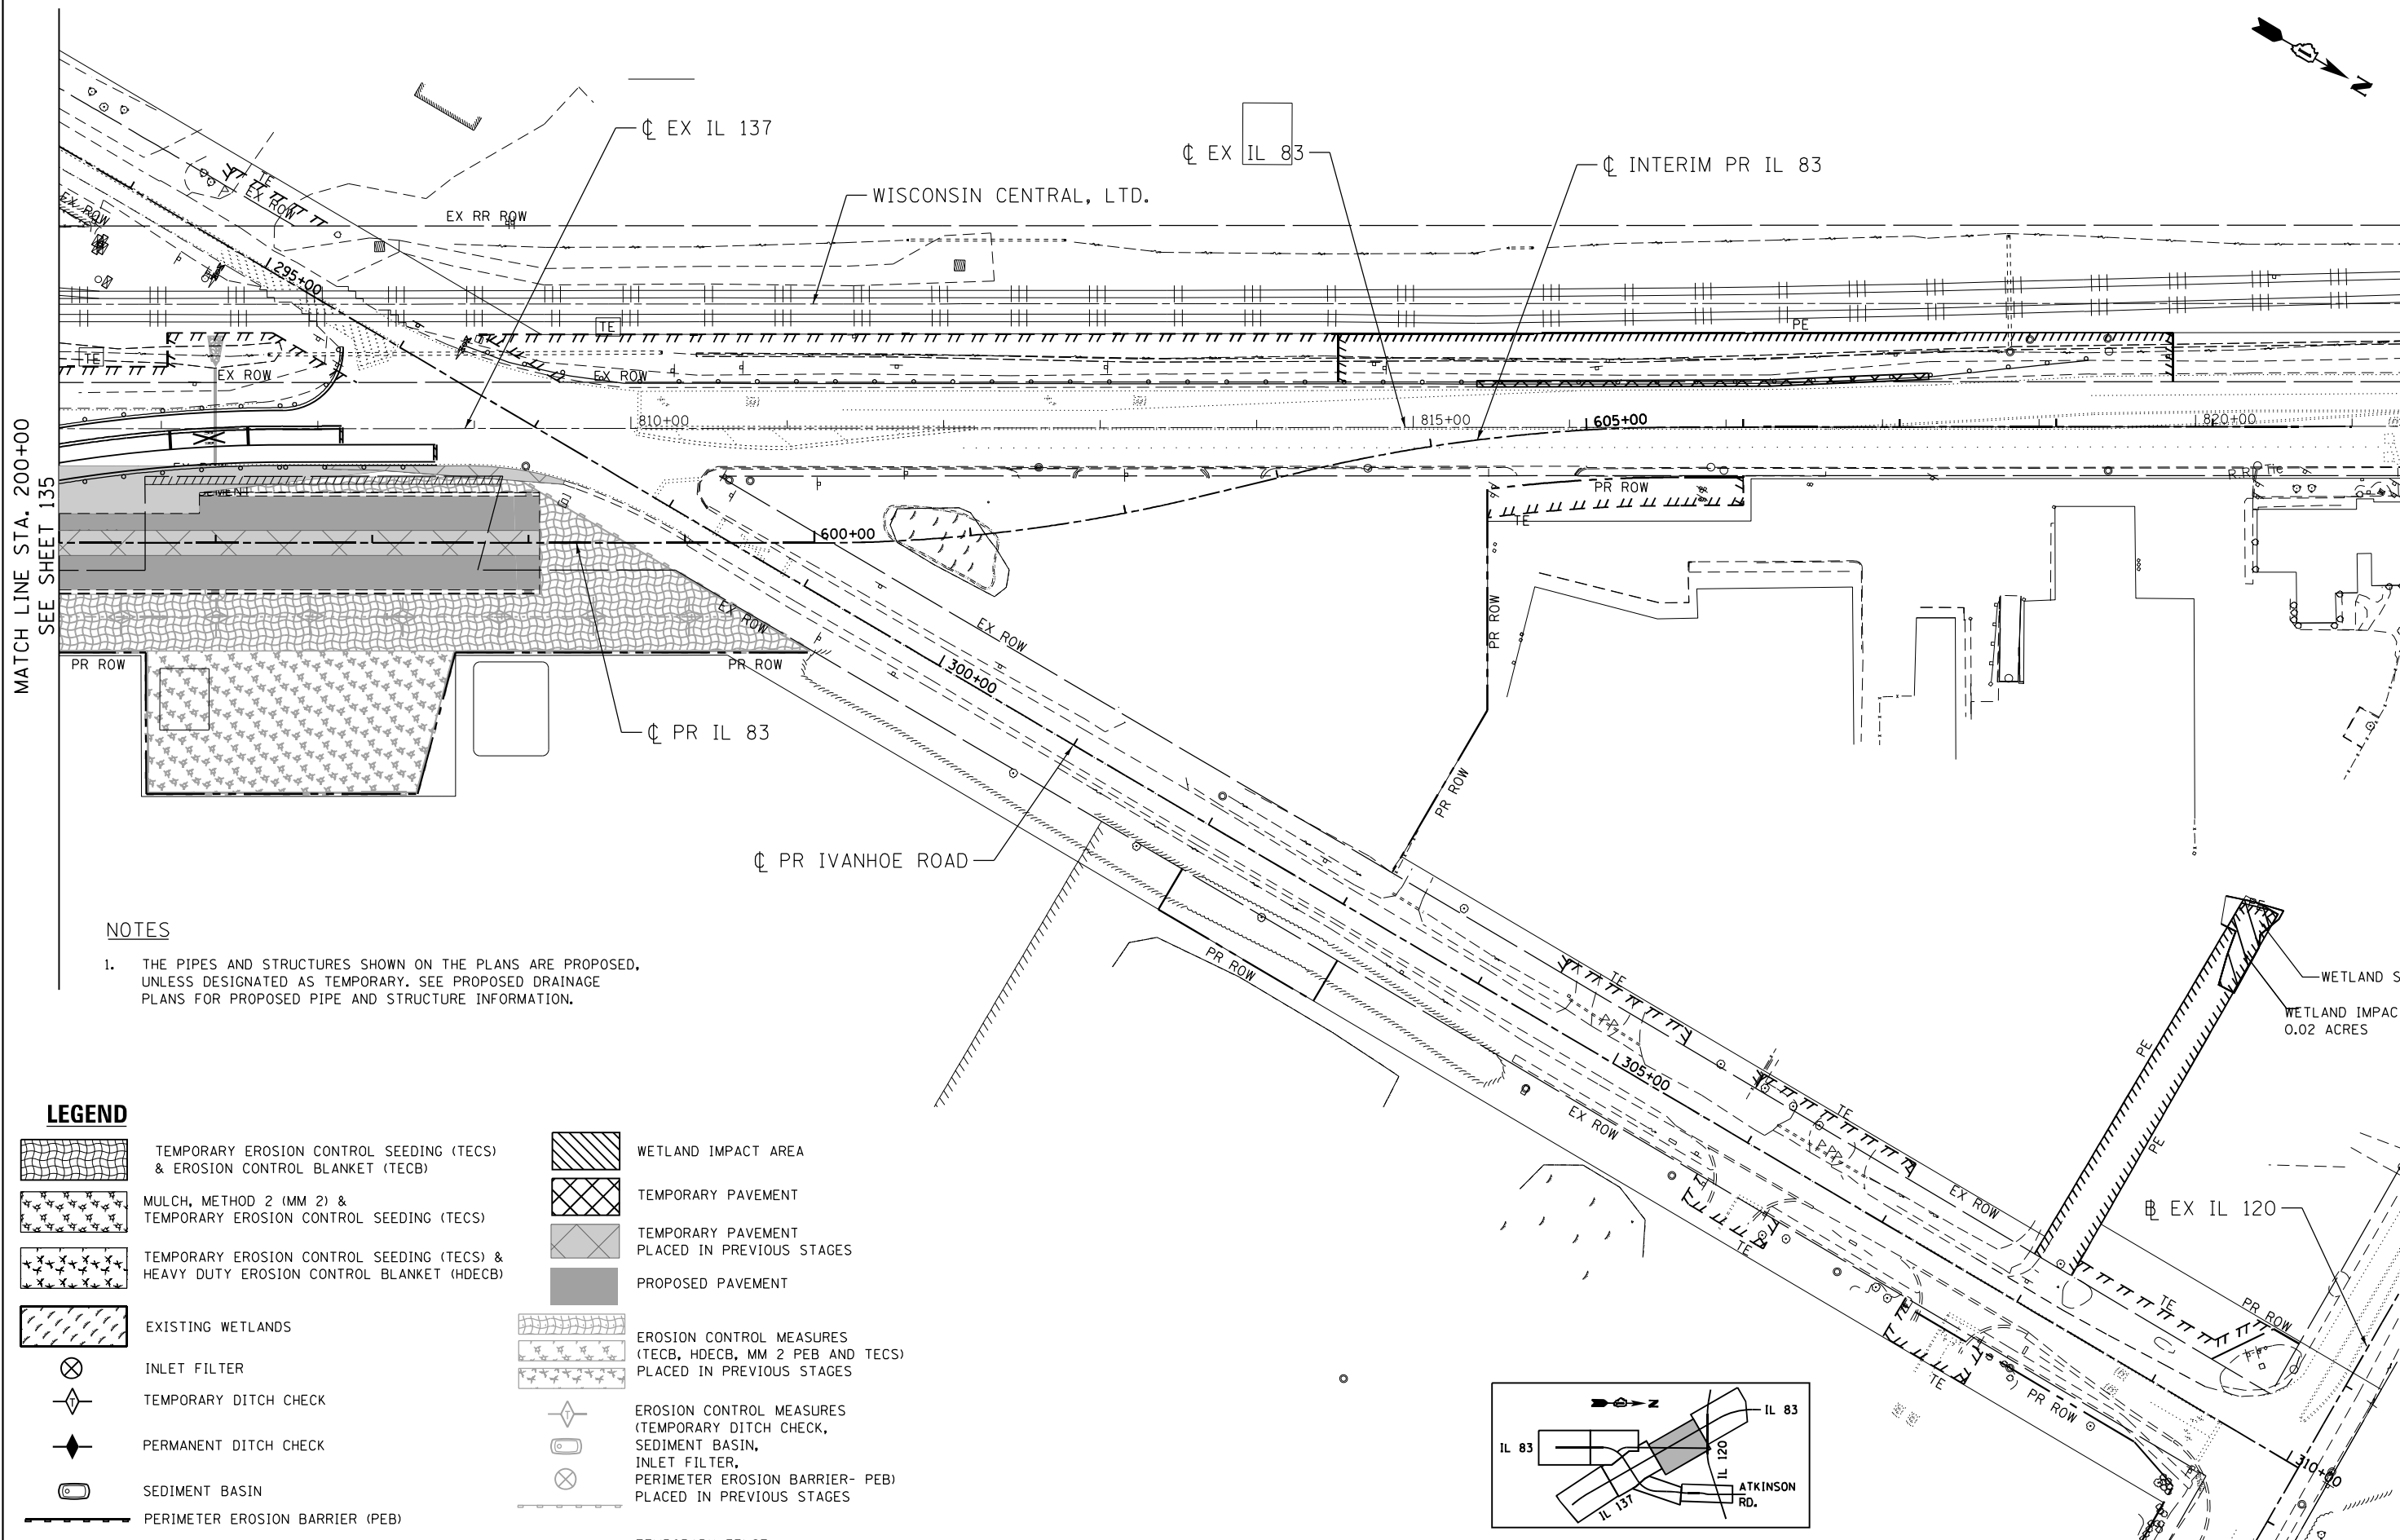 N
℄ EX IL 137
℄ EX IL 83
℄ INTERIM PR IL 83
WISCONSIN CENTRAL, LTD.
EX RR ROW
TE
EX ROW
EX ROW
295+00
TE
PE
TE
EX ROW
EX ROW
810+00
815+00
605+00
820+00
R.R. Tie
PR ROW
TE
600+00
MATCH LINE STA. 200+00
SEE SHEET 135
EX ROW
EX ROW
PR ROW
PR ROW
PR ROW
300+00
℄ PR IL 83
PR ROW
℄ PR IVANHOE ROAD
PR ROW
PE
WETLAND S
WETLAND IMPAC
0.02 ACRES
TE
305+00
PE
PE
TE
EX ROW
EX ROW
TE
EX IL 120
TE
PR ROW
TE
PR ROW
310+00
NOTES
1. THE PIPES AND STRUCTURES SHOWN ON THE PLANS ARE PROPOSED,
UNLESS DESIGNATED AS TEMPORARY. SEE PROPOSED DRAINAGE
PLANS FOR PROPOSED PIPE AND STRUCTURE INFORMATION.
LEGEND
TEMPORARY EROSION CONTROL SEEDING (TECS)
& EROSION CONTROL BLANKET (TECB)
MULCH, METHOD 2 (MM 2) &
TEMPORARY EROSION CONTROL SEEDING (TECS)
TEMPORARY EROSION CONTROL SEEDING (TECS) &
HEAVY DUTY EROSION CONTROL BLANKET (HDECB)
EXISTING WETLANDS
INLET FILTER
T
TEMPORARY DITCH CHECK
PERMANENT DITCH CHECK
SEDIMENT BASIN
PERIMETER EROSION BARRIER (PEB)
WETLAND IMPACT AREA
TEMPORARY PAVEMENT
TEMPORARY PAVEMENT
PLACED IN PREVIOUS STAGES
PROPOSED PAVEMENT
EROSION CONTROL MEASURES
(TECB, HDECB, MM 2 PEB AND TECS)
PLACED IN PREVIOUS STAGES
T
EROSION CONTROL MEASURES
(TEMPORARY DITCH CHECK,
SEDIMENT BASIN,
INLET FILTER,
PERIMETER EROSION BARRIER- PEB)
PLACED IN PREVIOUS STAGES
N
IL 83
IL 83
IL 120
IL 137
ATKINSON
RD.